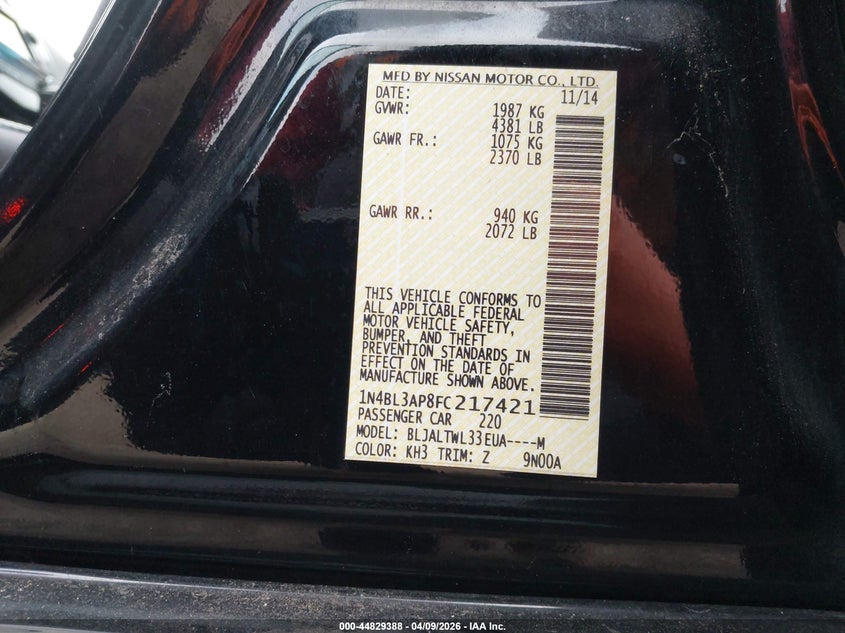 MFD BY NISSAN MOTOR CO., LTD.
DATE: 11/14
GVWR: 1987 KG
4381 LB
GAWR FR.: 1075 KG
2370 LB
GAWR RR.: 940 KG
2072 LB
THIS VEHICLE CONFORMS TO
ALL APPLICABLE FEDERAL
MOTOR VEHICLE SAFETY,
BUMPER, AND THEFT
PREVENTION STANDARDS IN
EFFECT ON THE DATE OF
MANUFACTURE SHOWN ABOVE.
1N4BL3AP8FC217421
PASSENGER CAR 220
MODEL: BLJALTWL33EUA----M
COLOR: KH3 TRIM: Z 9N00A
000-44829388 - 04/09/2026 - IAA Inc.